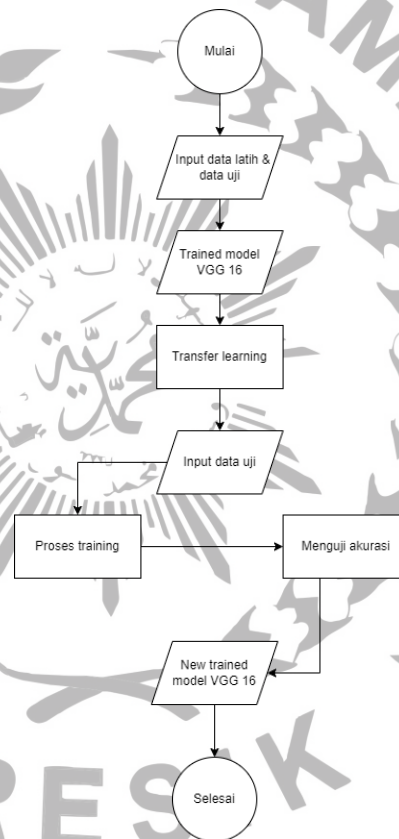 Mulai
Input data latih &
data uji
Trained model
VGG 16
Transfer learning
Input data uji
Proses training
Menguji akurasi
New trained
model VGG 16
Selesai
RESIK